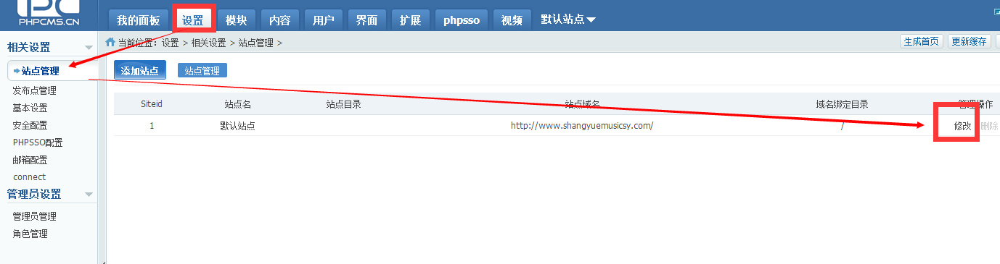 PC
PHPCMS.CN
我的面板 设置 模块 内容 用户 界面 扩展 phpsso 视频 默认站点
当前位置：设置 > 相关设置 > 站点管理 >
生成首页 更新缓存
相关设置
站点管理
发布点管理
基本设置
安全配置
PHPSSO配置
邮箱配置
connect
管理员设置
管理员管理
角色管理
添加站点 站点管理
Siteid 站点名 站点目录 站点域名 域名绑定目录 管理操作
1 默认站点 http://www.shangyuemusicsy.com/ / 修改 | 删除